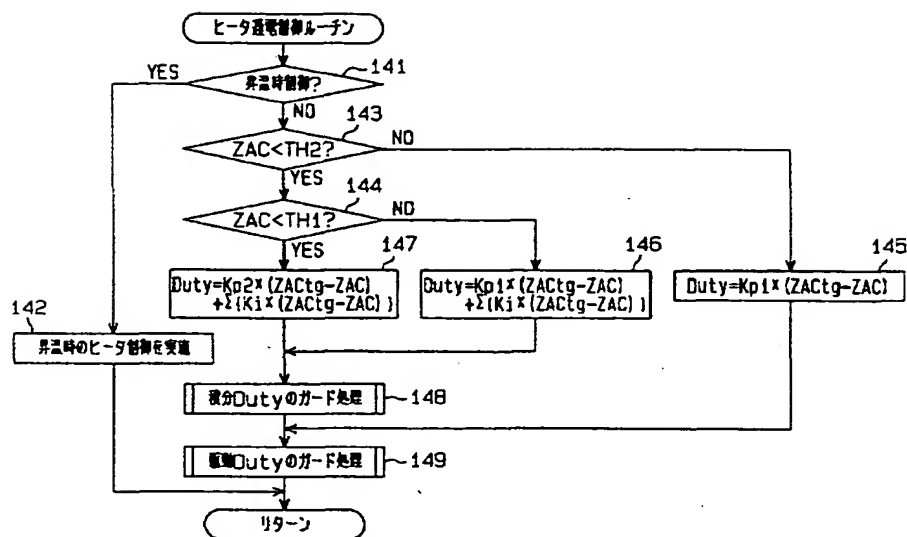 ヒータ通電制御ルーチン
141
YES
昇温時制御?
NO
143
ZAC<TH2?
NO
YES
144
ZAC<TH1?
NO
YES
147
146
145
Duty=Kp2×(ZACtg-ZAC)
+Σ{Ki×(ZACtg-ZAC)}
Duty=Kp1×(ZACtg-ZAC)
+Σ{Ki×(ZACtg-ZAC)}
Duty=Kp1×(ZACtg-ZAC)
142
昇温時のヒータ制御を実施
積分Dutyのガード処理
148
駆動Dutyのガード処理
149
リターン